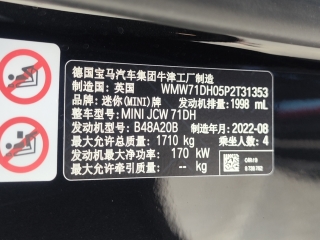 德国宝马汽车集团牛津工厂制造
制造国：英国 WMW71DH05P2T31353
品牌：迷你(MINI)牌 发动机排量：1998 mL
整车型号：MINI JCW 71DH
发动机型号：B48A20B 制造年月：2022-08
最大允许总质量：1710 kg 乘坐人数：4
最大净功率：170 kW
最大允许牵引质量：-- kg